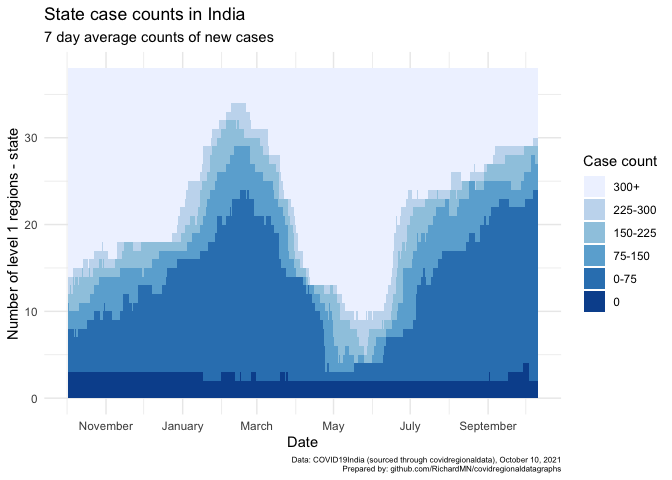 State case counts in India
7 day average counts of new cases
Number of level 1 regions - state
30
20
10
0
November January March May July September
Date
Case count
300+
225-300
150-225
75-150
0-75
0
Data: COVID19India (sourced through covidregionaldata), October 10, 2021
Prepared by: github.com/RichardMN/covidregionaldatagraphs